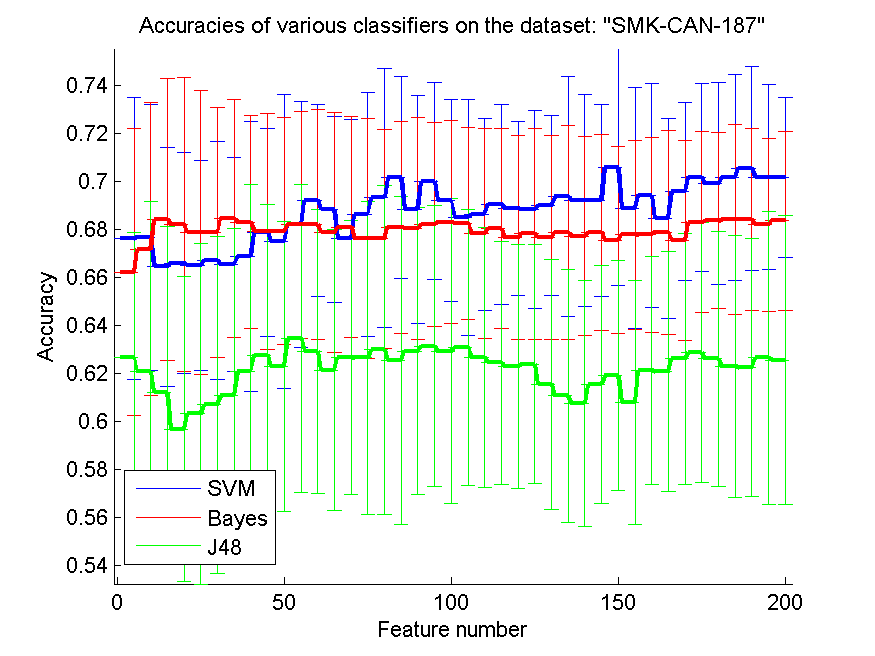 Accuracies of various classifiers on the dataset: "SMK-CAN-187"
0.74
0.72
0.7
0.68
0.66
0.64
0.62
0.6
0.58
0.56
0.54
Accuracy
SVM
Bayes
J48
0 50 100 150 200
Feature number